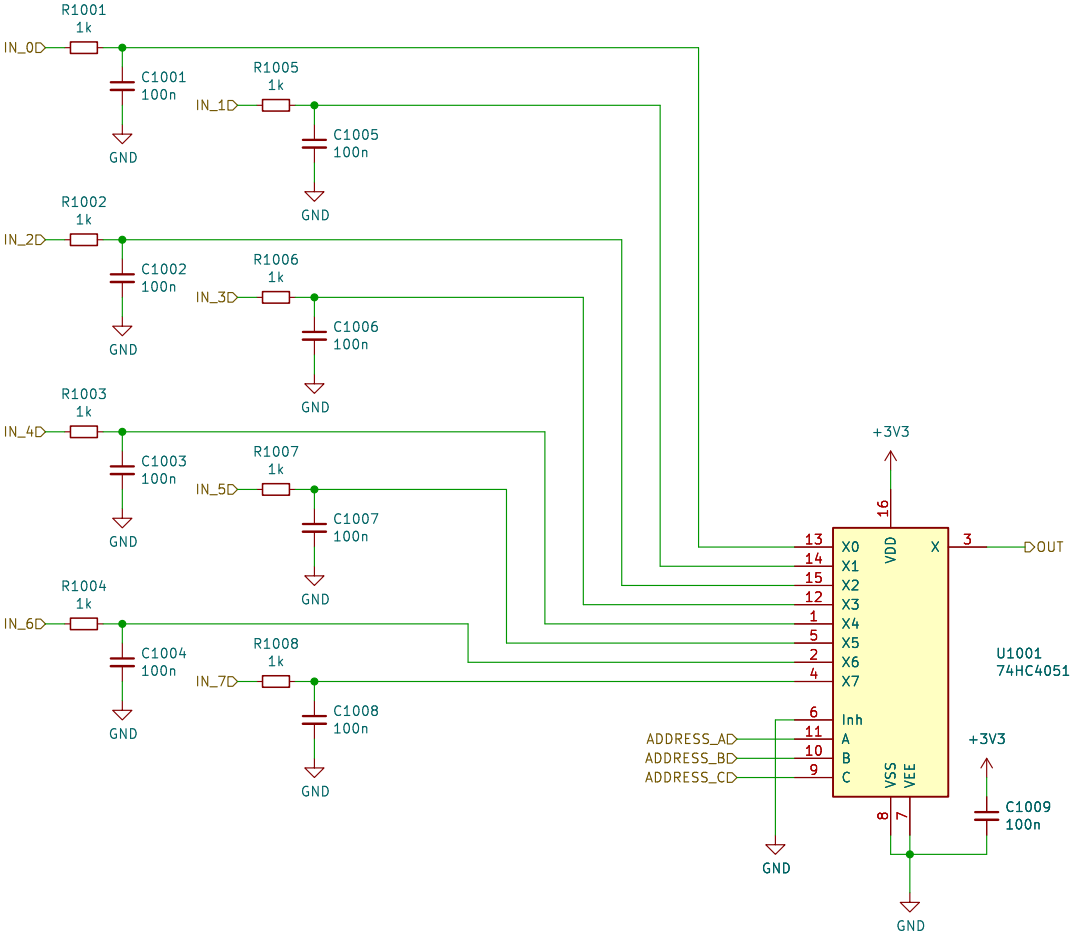 R1001
1k
IN_0
C1001
100n
GND
R1005
1k
IN_1
C1005
100n
GND
R1002
1k
IN_2
C1002
100n
GND
R1006
1k
IN_3
C1006
100n
GND
R1003
1k
IN_4
C1003
100n
GND
R1007
1k
IN_5
C1007
100n
GND
R1004
1k
IN_6
C1004
100n
GND
R1008
1k
IN_7
C1008
100n
GND
+3V3
16
VDD
13 X0
14 X1
15 X2
12 X3
1 X4
5 X5
2 X6
4 X7
6 Inh
ADDRESS_A 11 A
ADDRESS_B 10 B
ADDRESS_C 9 C
X 3 OUT
U1001
74HC4051
VSS
VEE
8
7
+3V3
C1009
100n
GND
GND